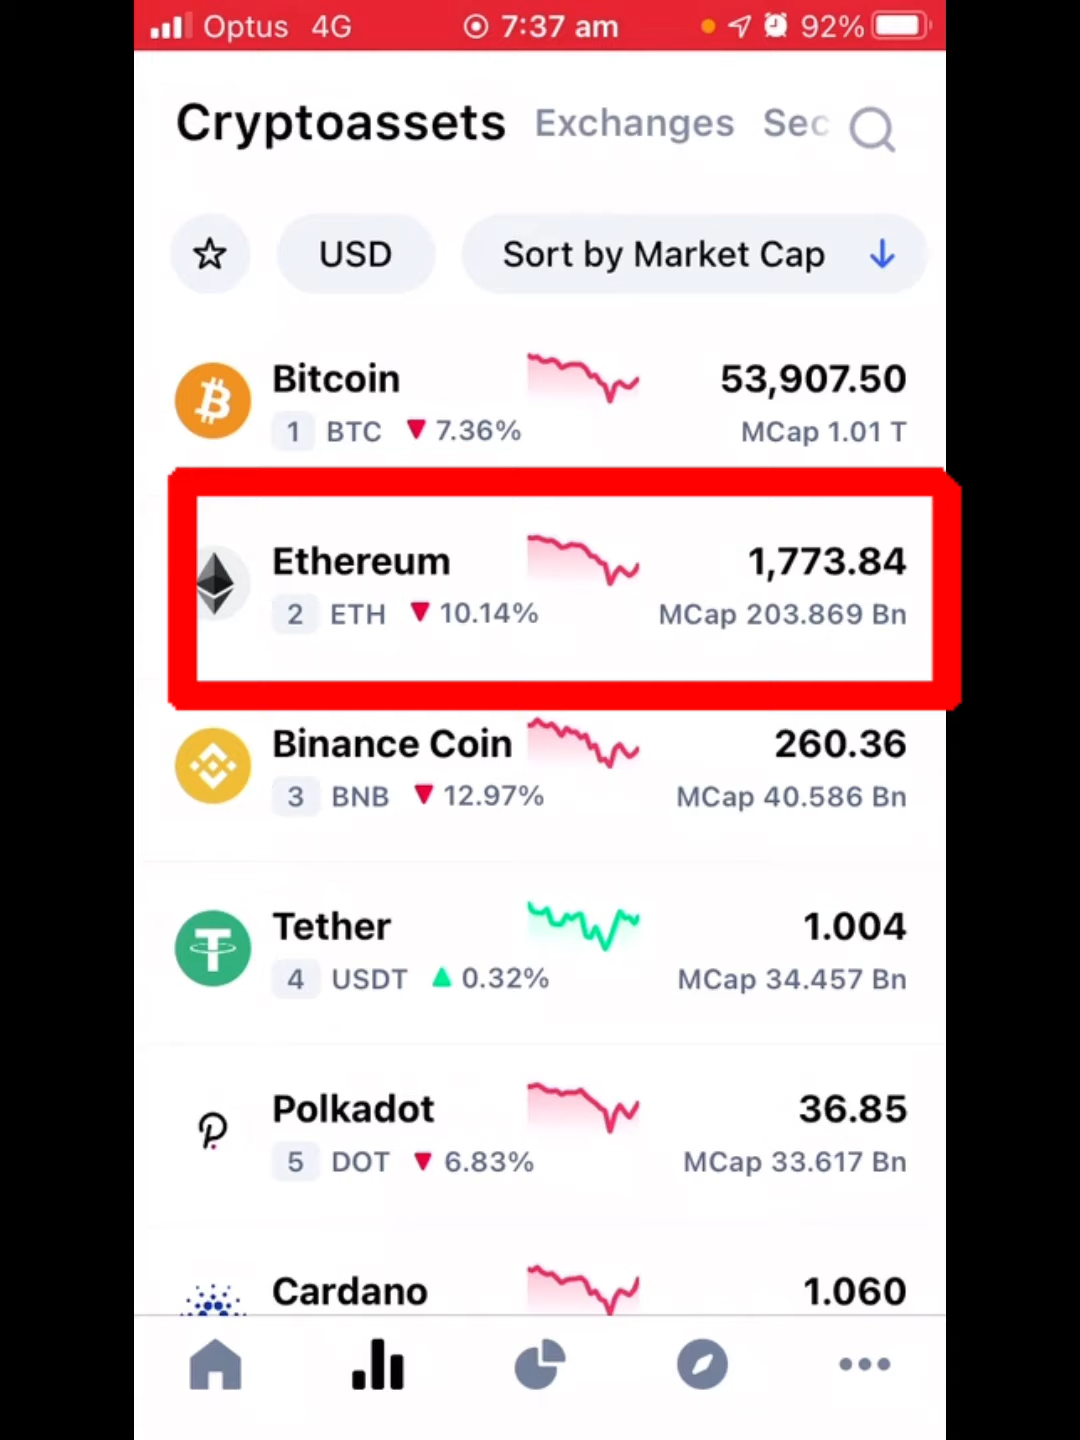 Optus 4G 7:37 am 92%
Cryptoassets Exchanges Sec
USD Sort by Market Cap
Bitcoin 53,907.50
1 BTC 7.36% MCap 1.01 T
Ethereum 1,773.84
2 ETH 10.14% MCap 203.869 Bn
Binance Coin 260.36
3 BNB 12.97% MCap 40.586 Bn
Tether 1.004
4 USDT 0.32% MCap 34.457 Bn
Polkadot 36.85
5 DOT 6.83% MCap 33.617 Bn
Cardano 1.060